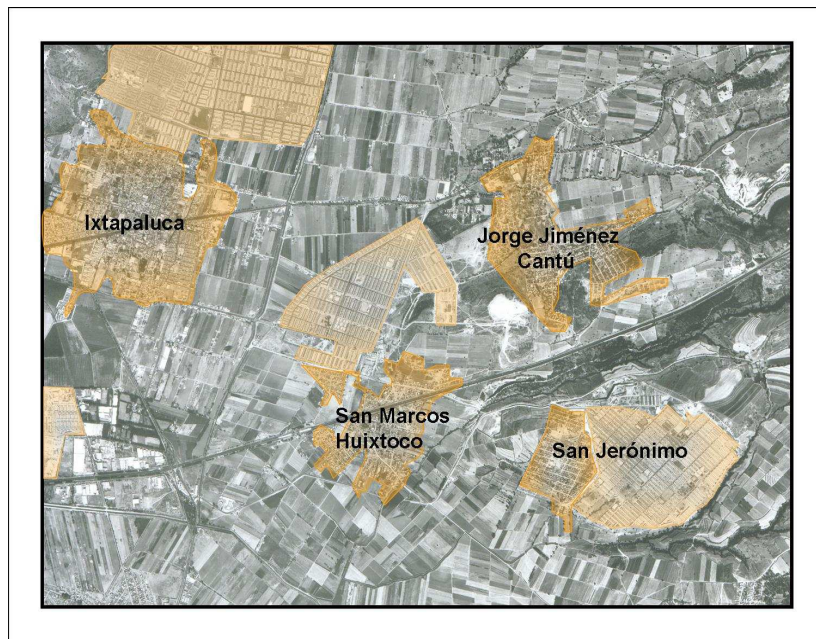 Ixtapaluca
Jorge Jiménez
Cantú
San Marcos
Huixtoco
San Jerónimo